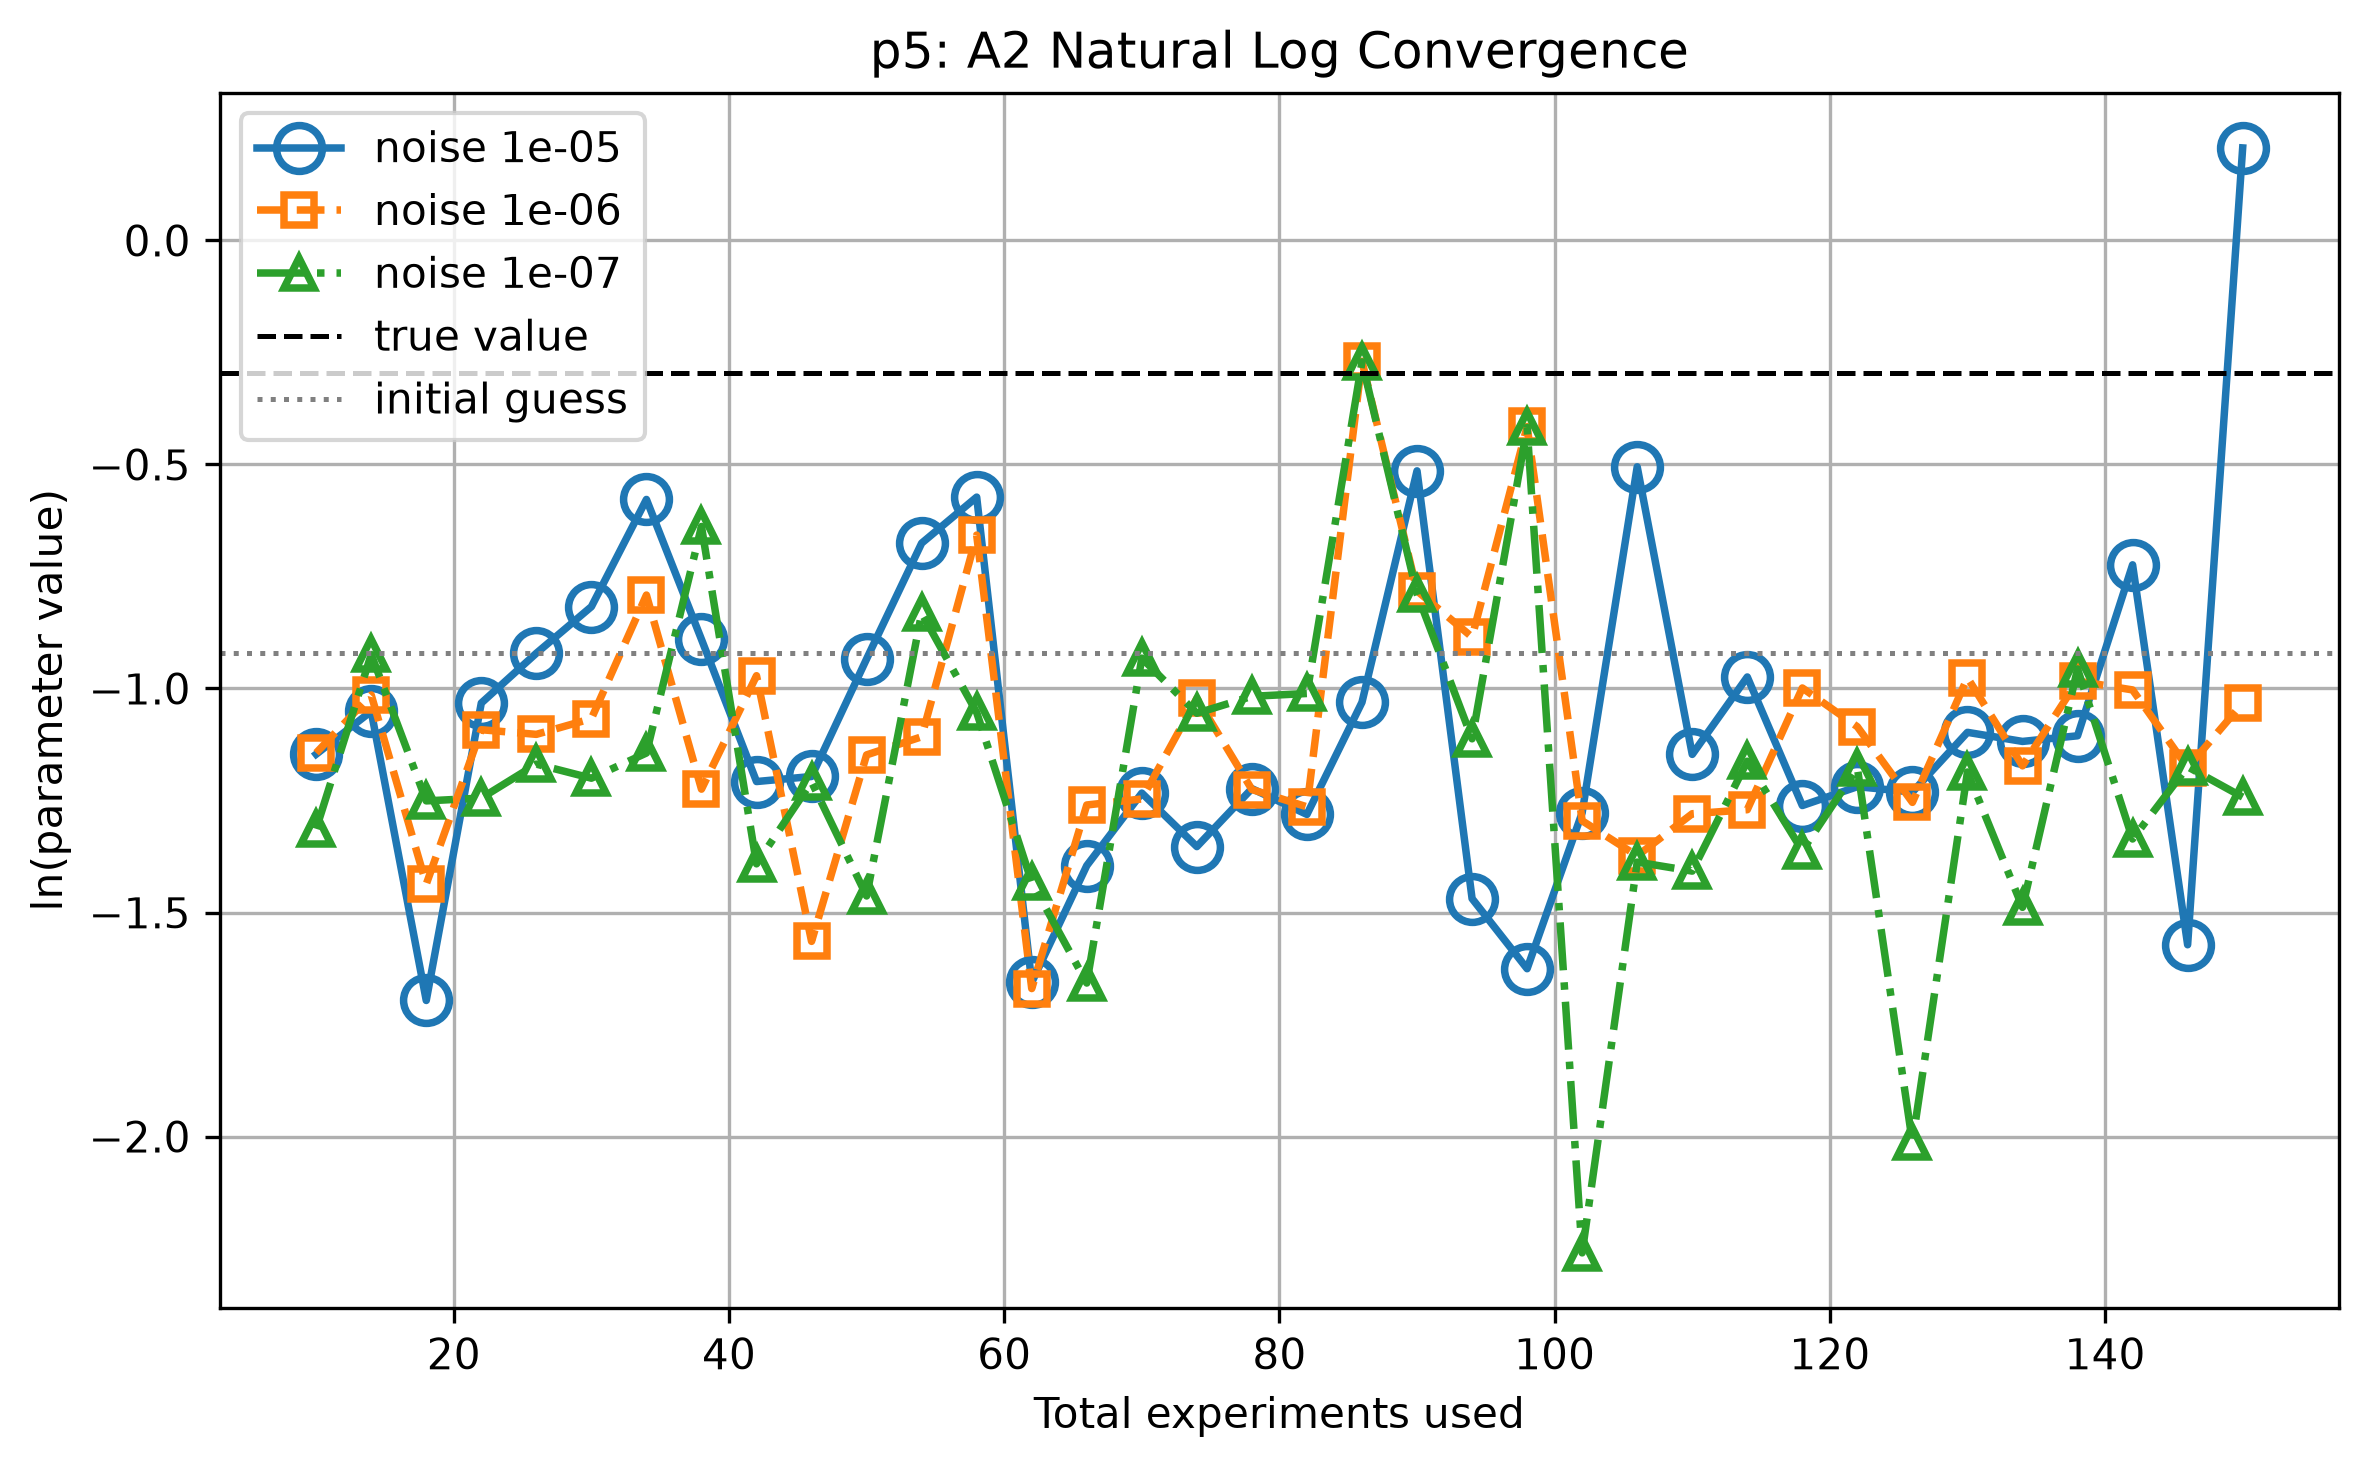 p5: A2 Natural Log Convergence
noise 1e-05
noise 1e-06
noise 1e-07
true value
initial guess
0.0
−0.5
−1.0
−1.5
−2.0
ln(parameter value)
20 40 60 80 100 120 140
Total experiments used